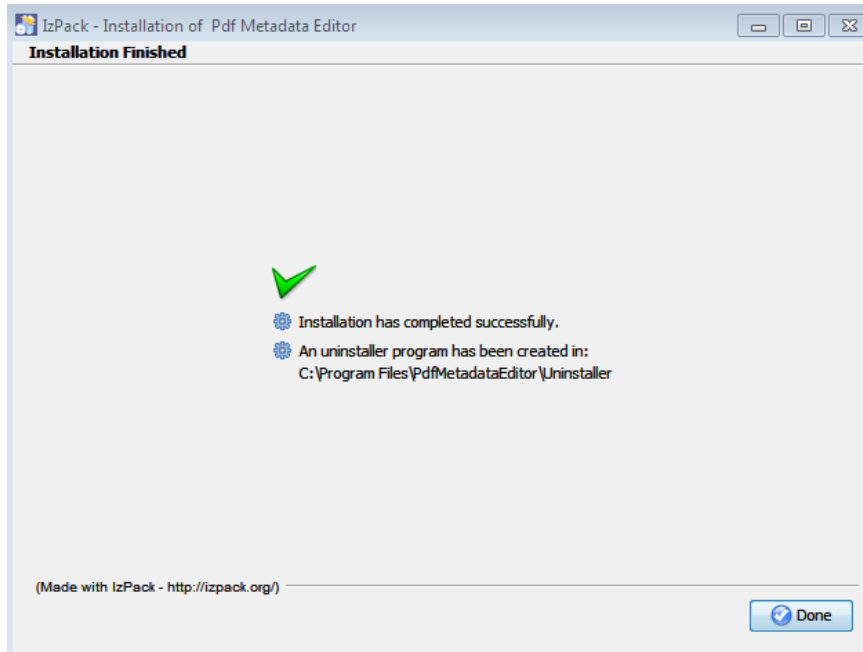 IzPack - Installation of  Pdf Metadata Editor
Installation Finished
Installation has completed successfully.
An uninstaller program has been created in:
C:\Program Files\PdfMetadataEditor\Uninstaller
(Made with IzPack - http://izpack.org/)
Done